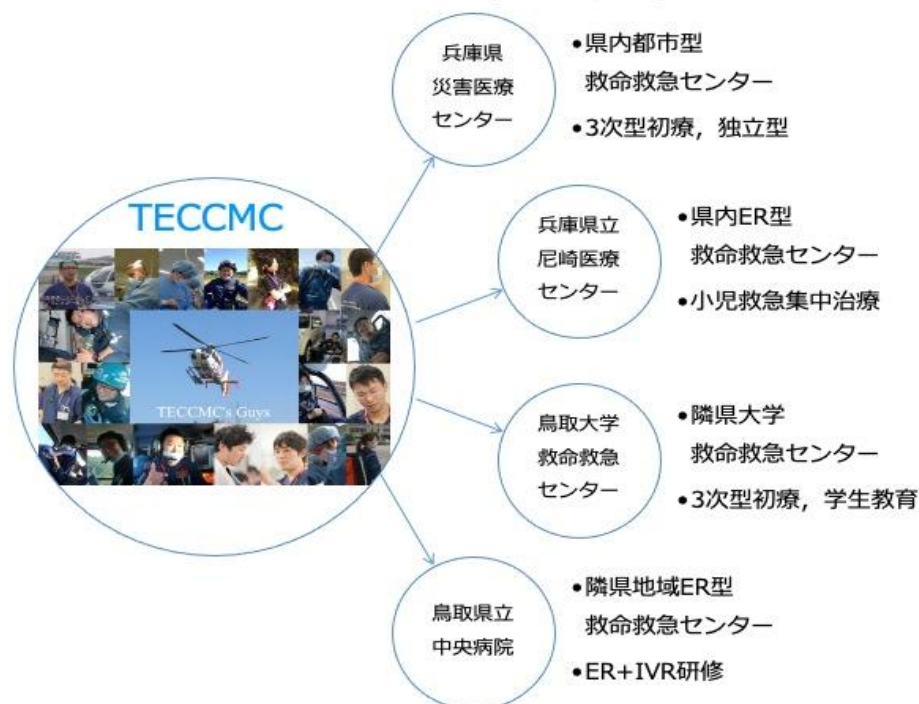 兵庫県
災害医療
センター
•県内都市型
救命救急センター
•3次型初療，独立型
TECCMC
TECCMC's Guys
兵庫県立
尼崎医療
センター
•県内ER型
救命救急センター
•小児救急集中治療
鳥取大学
救命救急
センター
•隣県大学
救命救急センター
•3次型初療，学生教育
鳥取県立
中央病院
•隣県地域ER型
救命救急センター
•ER+IVR研修